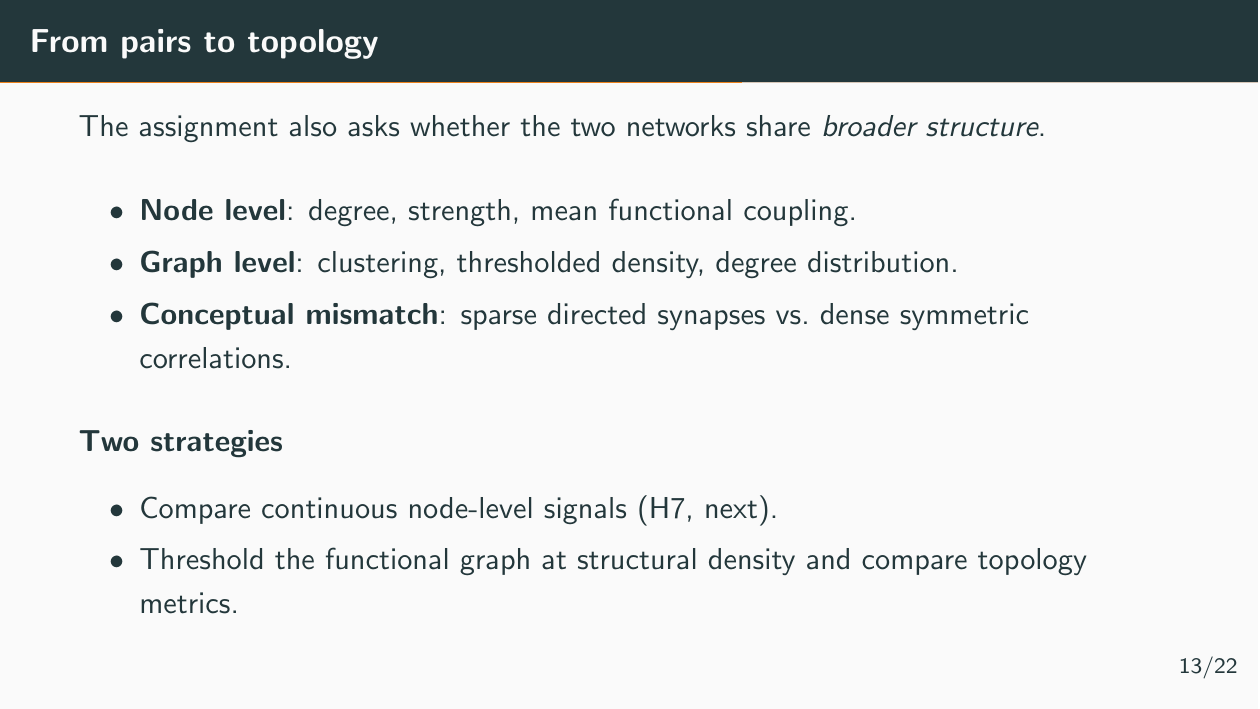 From pairs to topology
The assignment also asks whether the two networks share broader structure.
• Node level: degree, strength, mean functional coupling.
• Graph level: clustering, thresholded density, degree distribution.
• Conceptual mismatch: sparse directed synapses vs. dense symmetric
correlations.
Two strategies
• Compare continuous node-level signals (H7, next).
• Threshold the functional graph at structural density and compare topology
metrics.
13/22